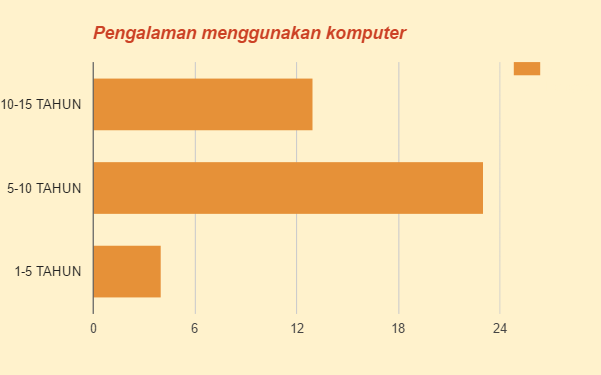 Pengalaman menggunakan komputer
10-15 TAHUN
5-10 TAHUN
1-5 TAHUN
0 6 12 18 24